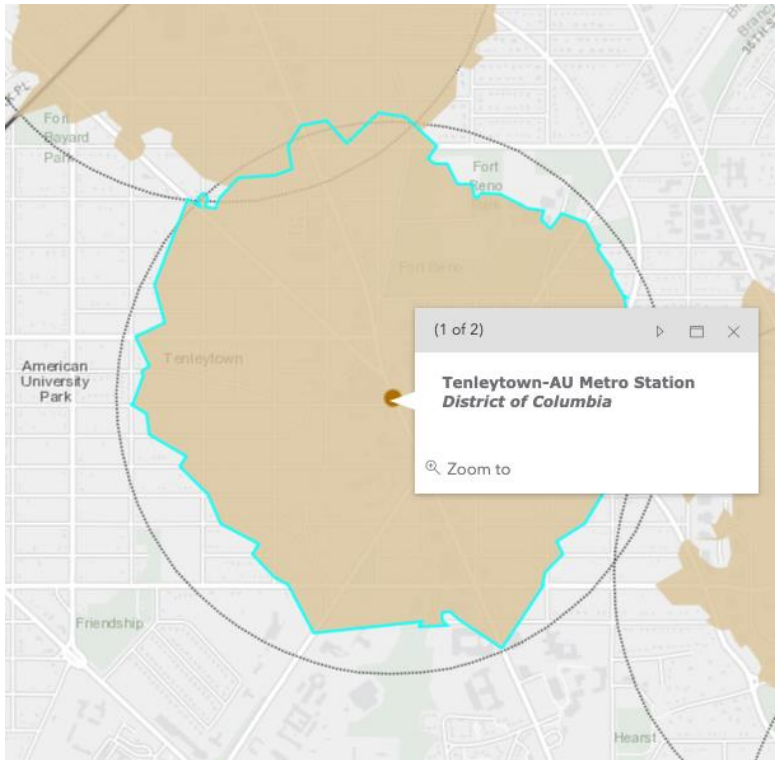 Fort
Bayard
Park
Fort
Reno
Fort Reno
(1 of 2)
Tenleytown-AU Metro Station
District of Columbia
Zoom to
Tenleytown
American
University
Park
Friendship
Hearst